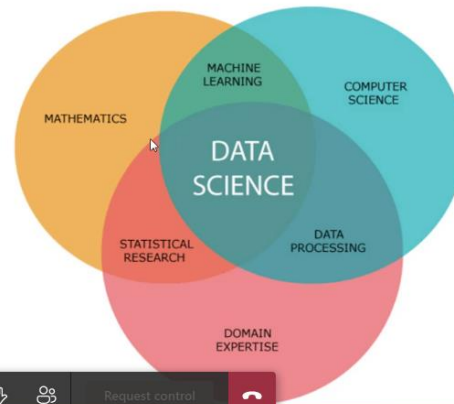 MACHINE
LEARNING
COMPUTER
SCIENCE
MATHEMATICS
DATA
SCIENCE
STATISTICAL
RESEARCH
DATA
PROCESSING
DOMAIN
EXPERTISE
Request control